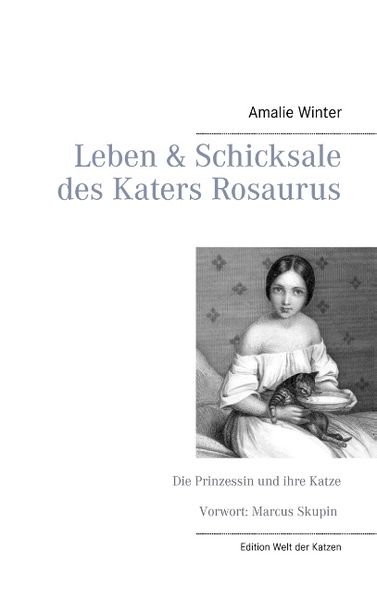 Amalie Winter
Leben & Schicksale
des Katers Rosaurus
Die Prinzessin und ihre Katze
Vorwort: Marcus Skupin
Edition Welt der Katzen